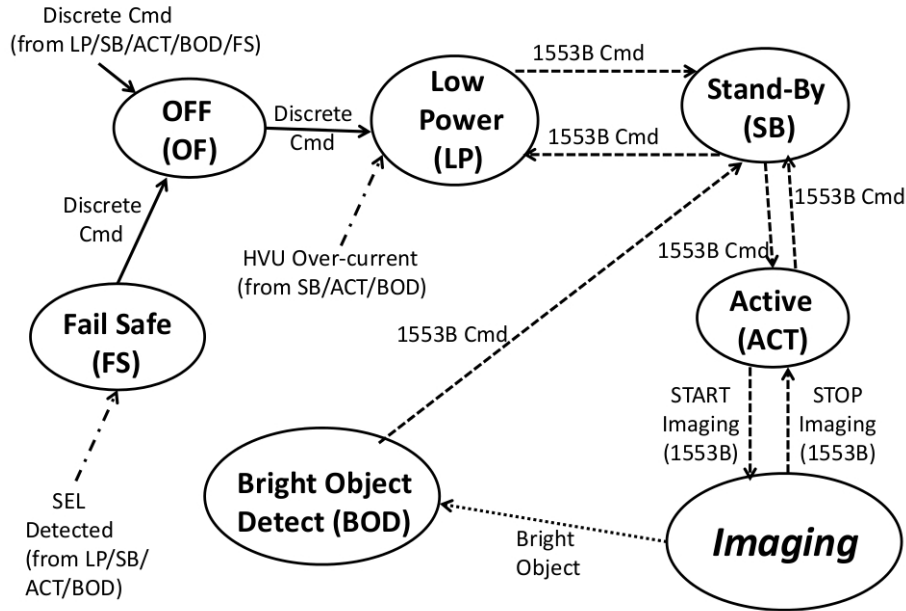 Discrete Cmd
(from LP/SB/ACT/BOD/FS)
OFF
(OF)
Discrete
Cmd
Low
Power
(LP)
1553B Cmd
1553B Cmd
Stand-By
(SB)
Discrete
Cmd
HVU Over-current
(from SB/ACT/BOD)
1553B Cmd
1553B Cmd
Fail Safe
(FS)
1553B Cmd
Active
(ACT)
START
Imaging
(1553B)
STOP
Imaging
(1553B)
SEL
Detected
(from LP/SB/
ACT/BOD)
Bright Object
Detect (BOD)
Bright
Object
Imaging